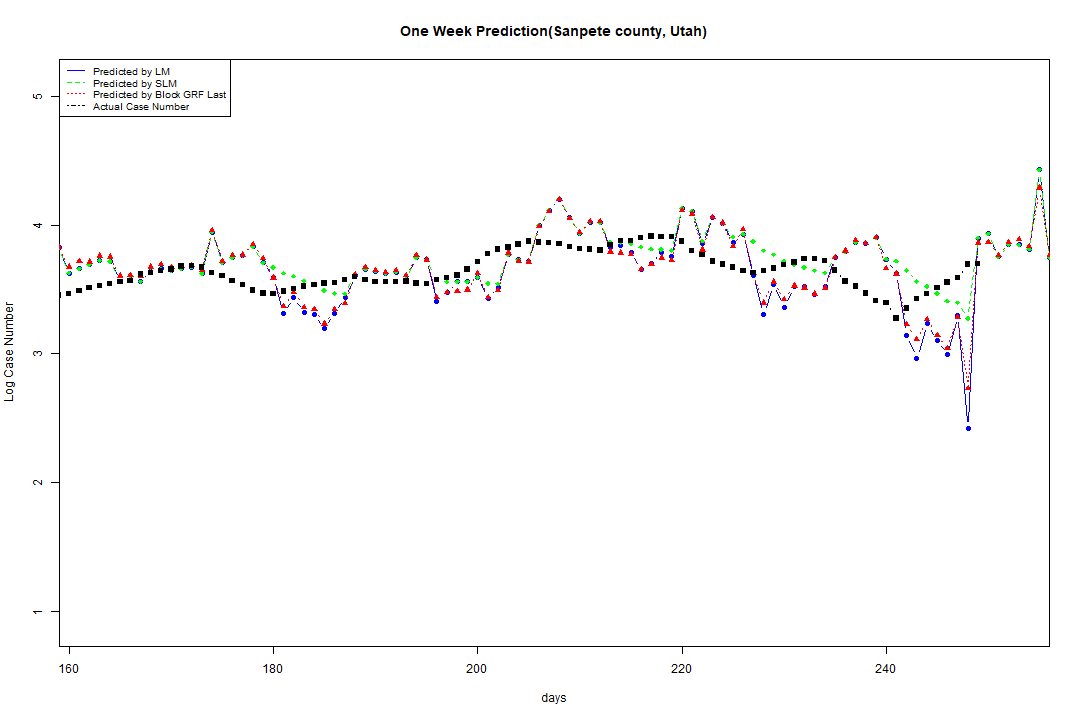 One Week Prediction(Sanpete county, Utah)
Predicted by LM
Predicted by SLM
Predicted by Block GRF Last
Actual Case Number
5
4
3
2
1
Log Case Number
160 180 200 220 240
days